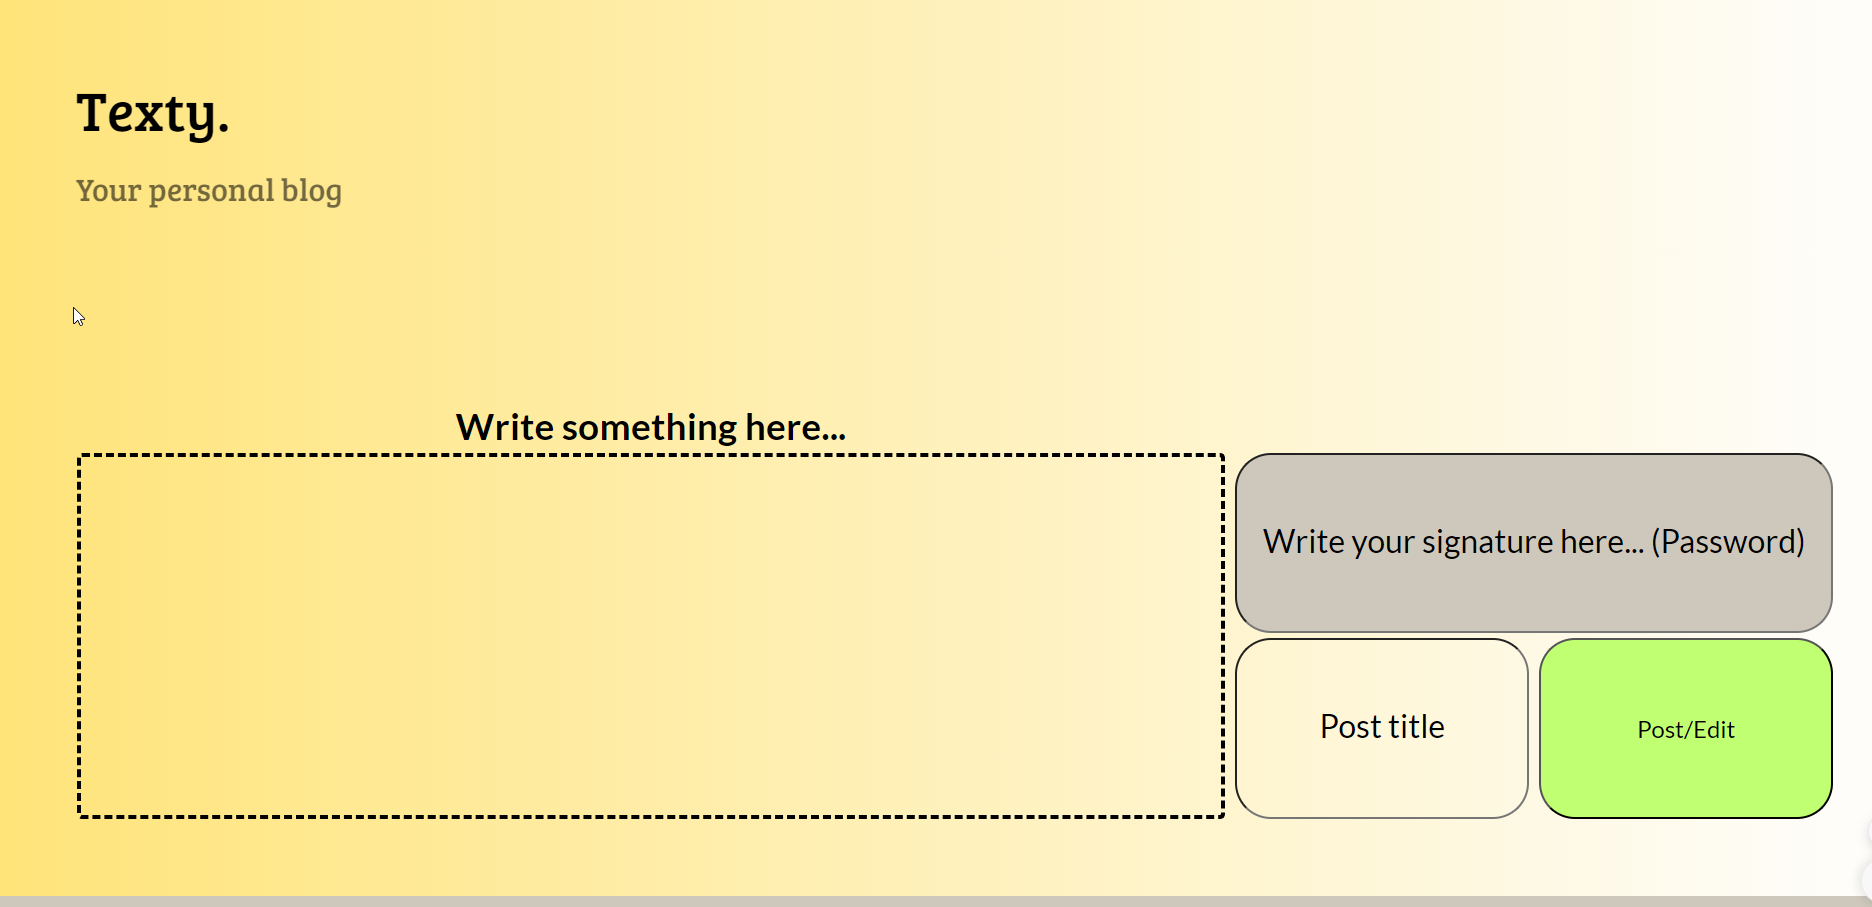 Texty.
Your personal blog
Write something here...
Write your signature here... (Password)
Post title
Post/Edit